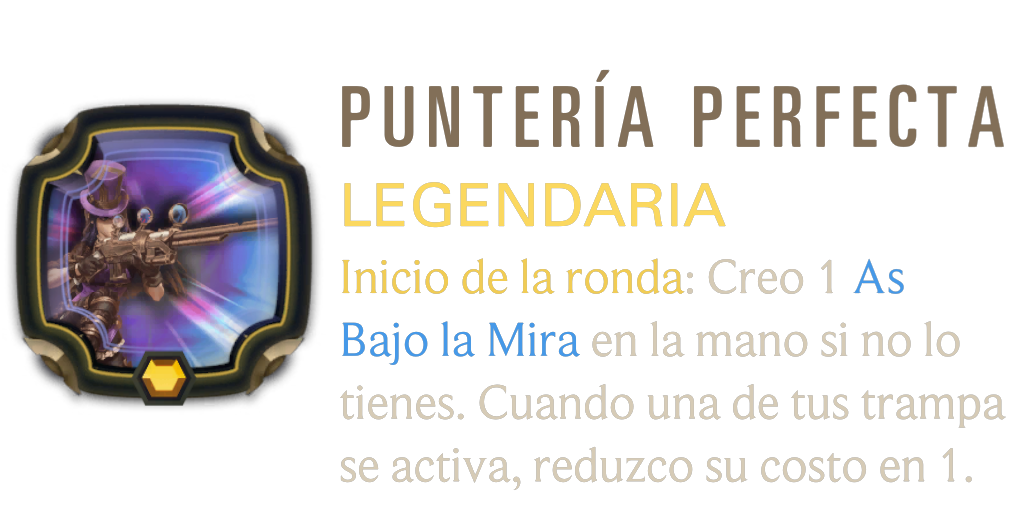 PUNTERÍA PERFECTA
LEGENDARIA
Inicio de la ronda: Creo 1 As
Bajo la Mira en la mano si no lo
tienes. Cuando una de tus trampa
se activa, reduzco su costo en 1.